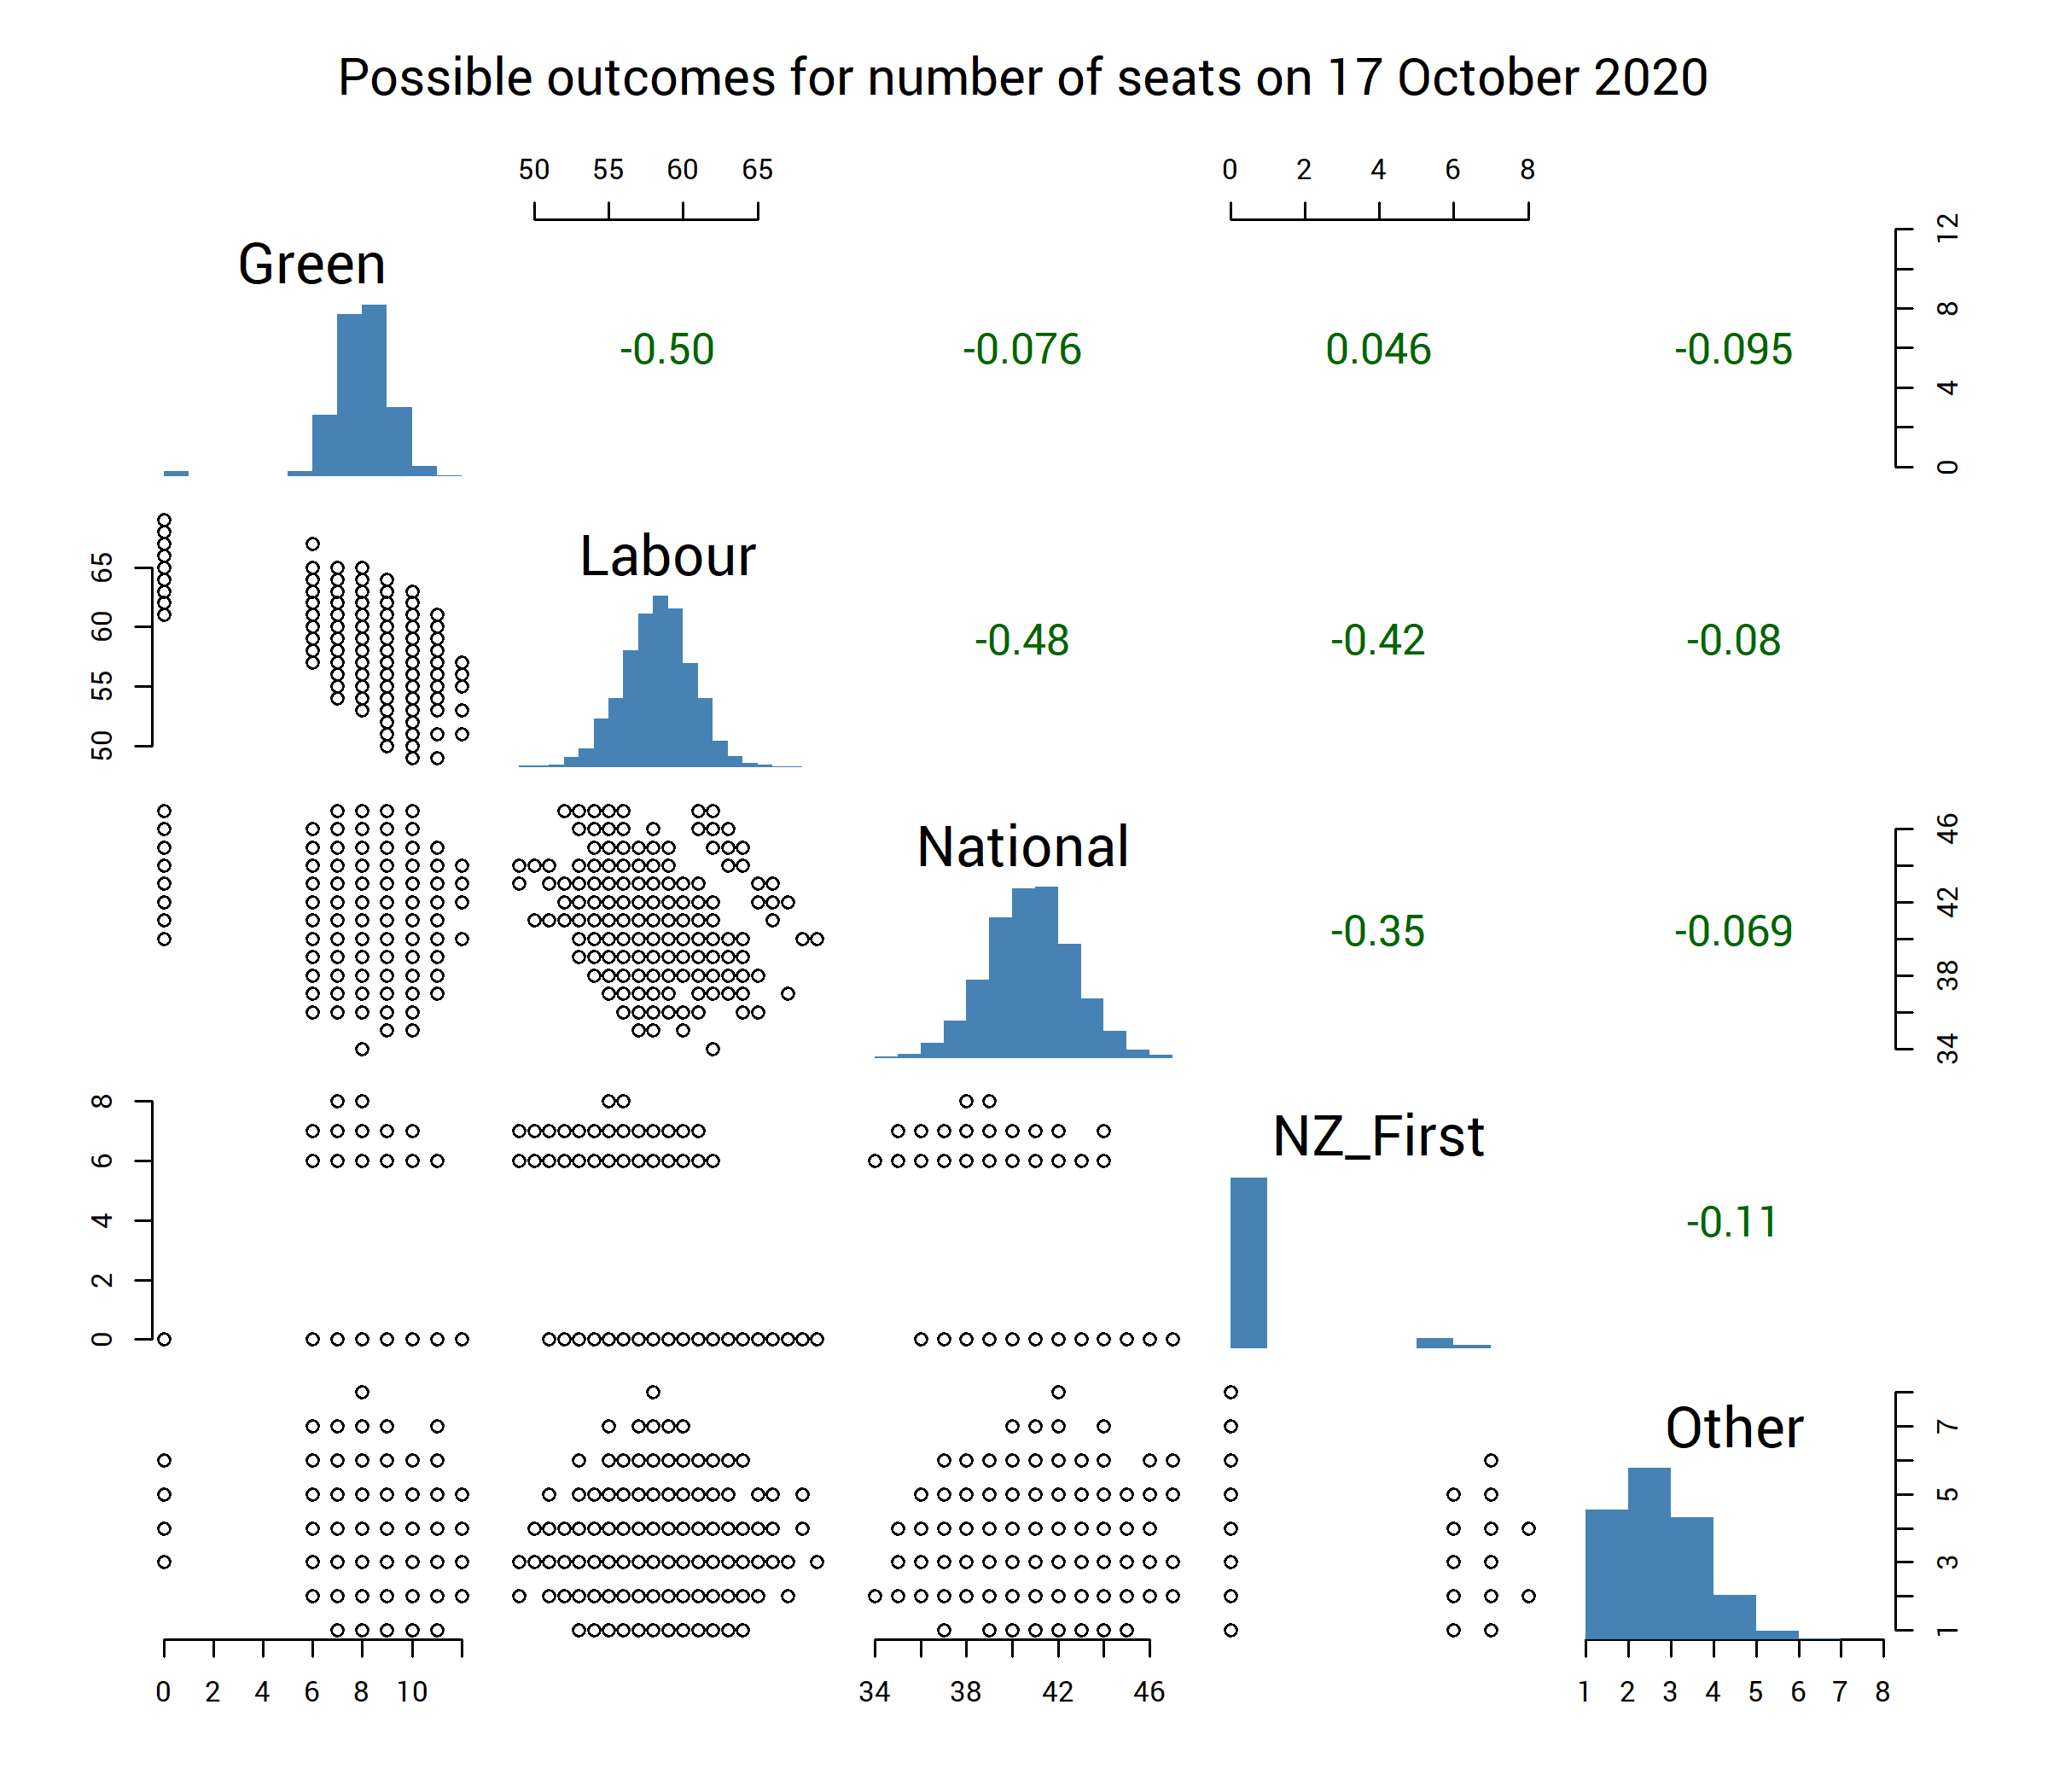 Possible outcomes for number of seats on 17 October 2020
50 55 60 65
0 2 4 6 8
Green
-0.50
-0.076
0.046
-0.095
0 4 8 12
Labour
50 55 60 65
-0.48
-0.42
-0.08
National
-0.35
-0.069
34 38 42 46
NZ_First
0 2 4 6 8
-0.11
Other
1 3 5 7
0 2 4 6 8 10
34 38 42 46
1 2 3 4 5 6 7 8